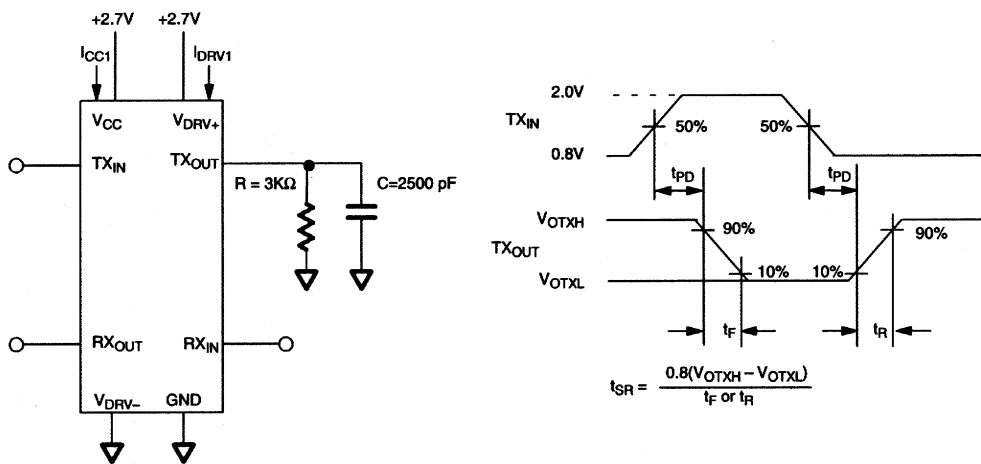 +2.7V +2.7V
I_CC1 I_DRV1
V_CC V_DRV+
TX_IN TX_OUT
R = 3KΩ C=2500 pF
RX_OUT RX_IN
V_DRV– GND
2.0V
TX_IN 50% 50%
0.8V
t_PD t_PD
V_OTXH
90% 90%
TX_OUT
10% 10%
V_OTXL
t_F t_R
t_SR = 0.8(V_OTXH – V_OTXL)
t_F or t_R